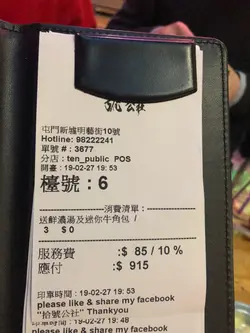 公社
屯門新墟明藝街10號
Hotline: 98222241
單號 # : 3677
分店 : ten_public POS
開臺 : 19-02-27 19:53
檯號 : 6
消費清單 :
送鮮濃湯及迷你牛角包 /
3 $0
服務費 :$ 85 / 10 %
應付 :$ 915
印單時間 : 19-02-27 19:53
please like & share my facebook
"拾號公社" Thankyou
印單時間 : 19-02-27 19:48
please like & share my facebook